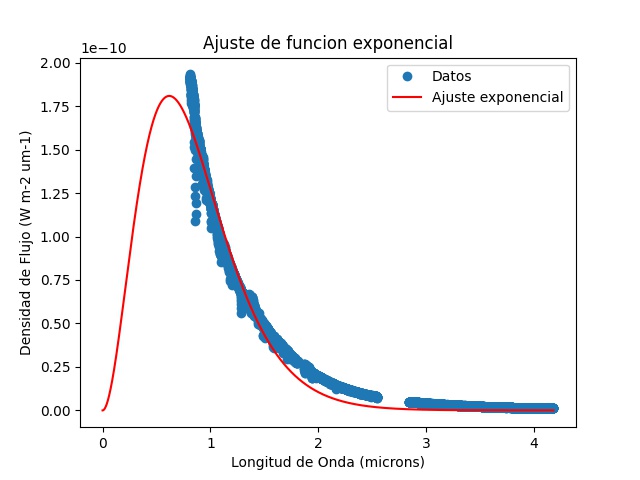 Ajuste de funcion exponencial
1e−10
Datos
Ajuste exponencial
2.00
1.75
1.50
1.25
1.00
0.75
0.50
0.25
0.00
Densidad de Flujo (W m-2 um-1)
0 1 2 3 4
Longitud de Onda (microns)